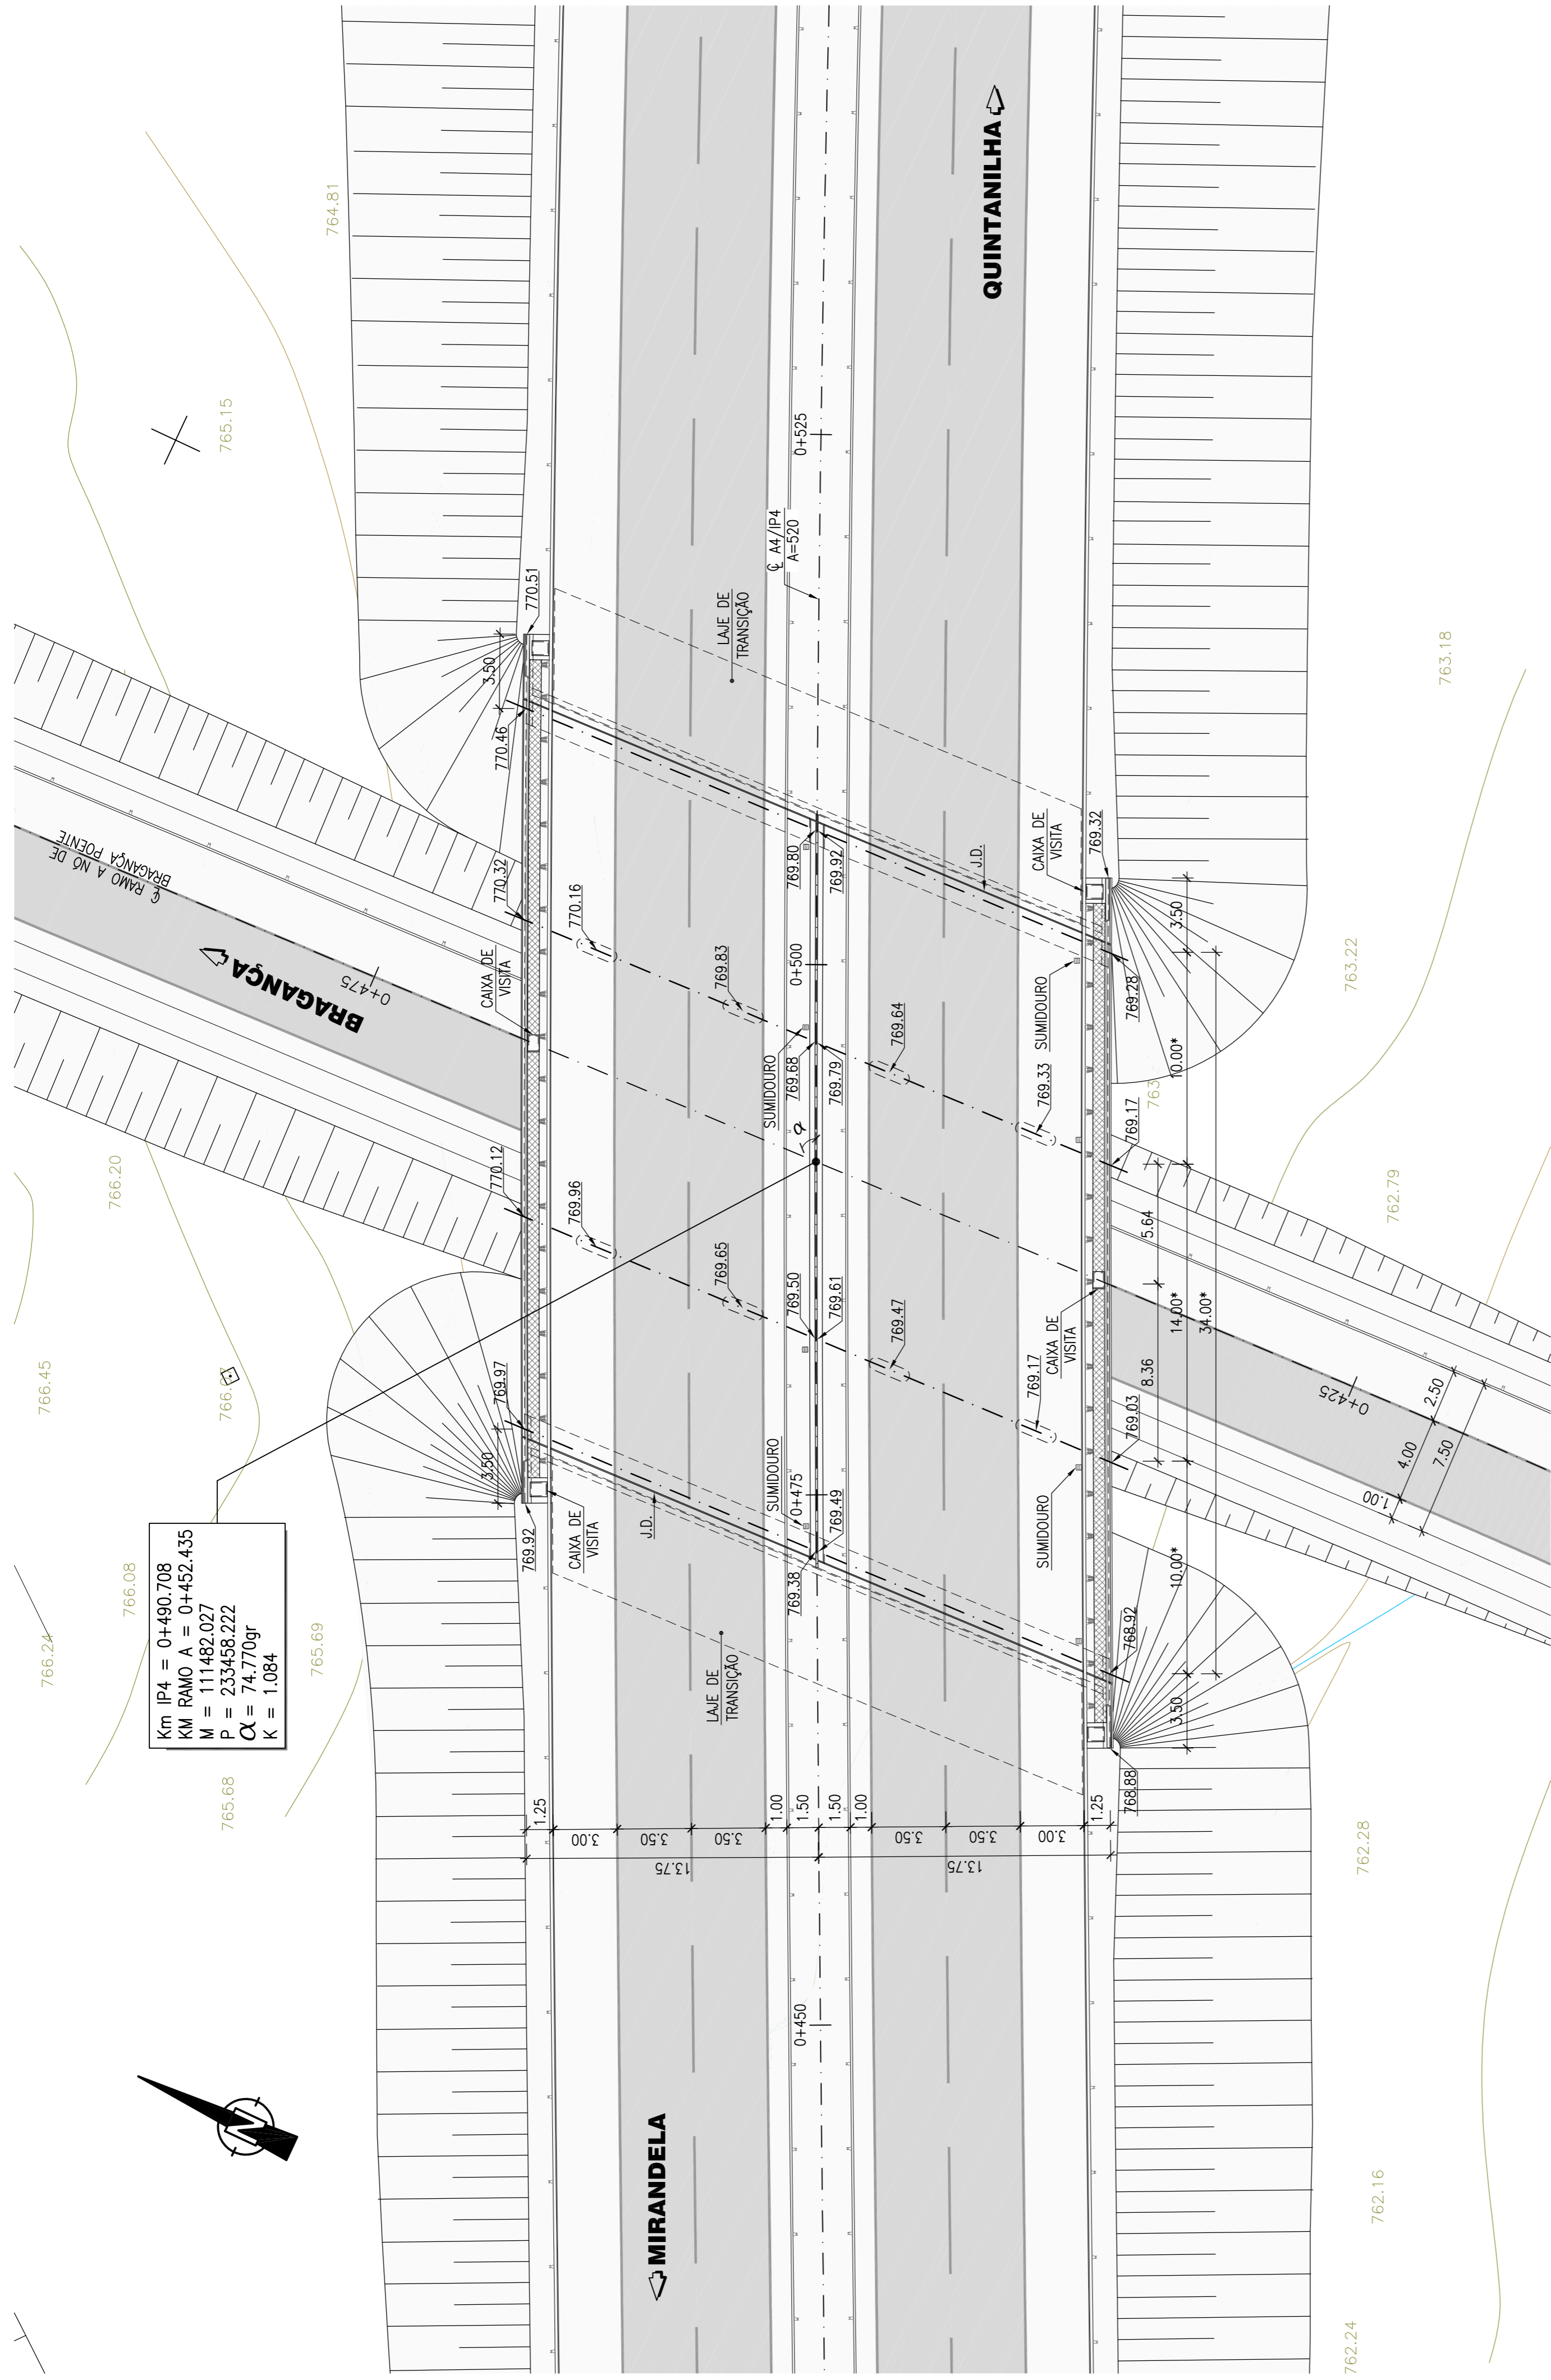 764.81
765.15
QUINTANILHA
0+525
℄ A4/IP4
A=520
LAJE DE
TRANSIÇÃO
770.51
3.50
770.46
℄ RAMO A NÓ DE
BRAGANÇA POENTE
BRAGANÇA
0+475
770.32
770.16
CAIXA DE
VISITA
769.83
769.80
769.92
0+500
J.D.
CAIXA DE
VISITA
769.32
3.50
763.18
763.22
769.28
SUMIDOURO
769.64
769.33
SUMIDOURO
769.68
769.79
α
10.00*
763
769.17
770.12
769.96
769.65
769.50
769.61
769.47
5.64
14.00*
34.00*
762.79
766.20
766.45
766.
769.97
3.50
769.17
CAIXA DE
VISITA
8.36
769.03
0+425
2.50
4.00
7.50
1.00
SUMIDOURO
0+475
769.49
769.38
J.D.
SUMIDOURO
769.92
CAIXA DE
VISITA
10.00*
768.92
3.50
768.88
Km IP4 = 0+490.708
KM RAMO A = 0+452.435
M = 111482.027
P = 233458.222
α = 74.770gr
K = 1.084
766.08
766.24
765.69
765.68
LAJE DE
TRANSIÇÃO
1.25
3.00
3.50
3.50
1.00
1.50
1.50
1.00
3.50
3.50
3.00
1.25
13.75
13.75
762.28
0+450
MIRANDELA
762.16
762.24